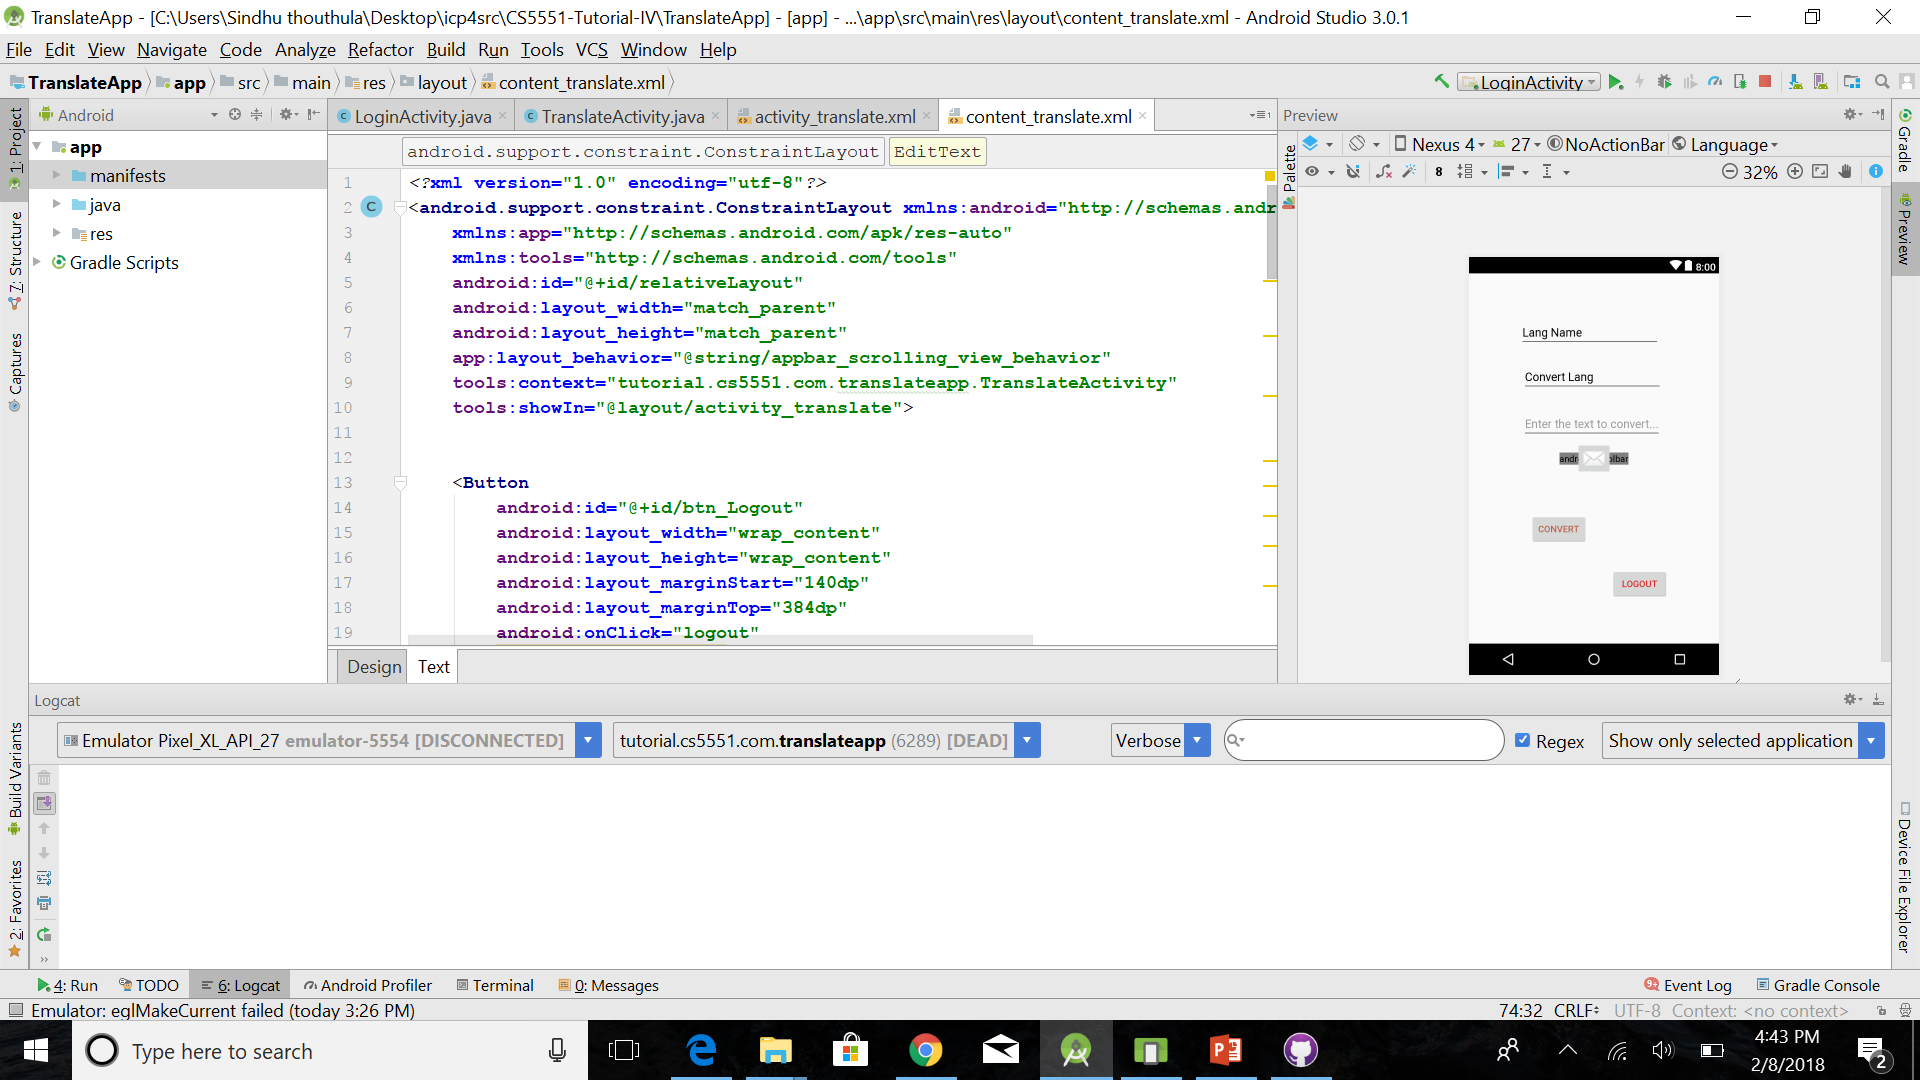 TranslateApp - [C:\Users\Sindhu thouthula\Desktop\icp4src\CS5551-Tutorial-IV\TranslateApp] - [app] - ...\app\src\main\res\layout\content_translate.xml - Android Studio 3.0.1
File Edit View Navigate Code Analyze Refactor Build Run Tools VCS Window Help
TranslateApp app src main res layout content_translate.xml
LoginActivity
Android
LoginActivity.java TranslateActivity.java activity_translate.xml content_translate.xml
Preview
1: Project
7: Structure
Captures
Build Variants
2: Favorites
app
manifests
java
res
Gradle Scripts
android.support.constraint.ConstraintLayout EditText
1 <?xml version="1.0" encoding="utf-8"?>
2 <android.support.constraint.ConstraintLayout xmlns:android="http://schemas.andr
3 xmlns:app="http://schemas.android.com/apk/res-auto"
4 xmlns:tools="http://schemas.android.com/tools"
5 android:id="@+id/relativeLayout"
6 android:layout_width="match_parent"
7 android:layout_height="match_parent"
8 app:layout_behavior="@string/appbar_scrolling_view_behavior"
9 tools:context="tutorial.cs5551.com.translateapp.TranslateActivity"
10 tools:showIn="@layout/activity_translate">
11
12
13 <Button
14 android:id="@+id/btn_Logout"
15 android:layout_width="wrap_content"
16 android:layout_height="wrap_content"
17 android:layout_marginStart="140dp"
18 android:layout_marginTop="384dp"
19 android:onClick="logout"
Design Text
Palette
Nexus 4 27 NoActionBar Language
8 32%
8:00
Lang Name
Convert Lang
Enter the text to convert...
andr lbar
CONVERT
LOGOUT
Gradle
Preview
Device File Explorer
Logcat
Emulator Pixel_XL_API_27 emulator-5554 [DISCONNECTED] tutorial.cs5551.com.translateapp (6289) [DEAD] Verbose Regex Show only selected application
4: Run TODO 6: Logcat Android Profiler Terminal 0: Messages Event Log Gradle Console
Emulator: eglMakeCurrent failed (today 3:26 PM) 74:32 CRLF UTF-8 Context: <no context>
Type here to search
4:43 PM
2/8/2018
2